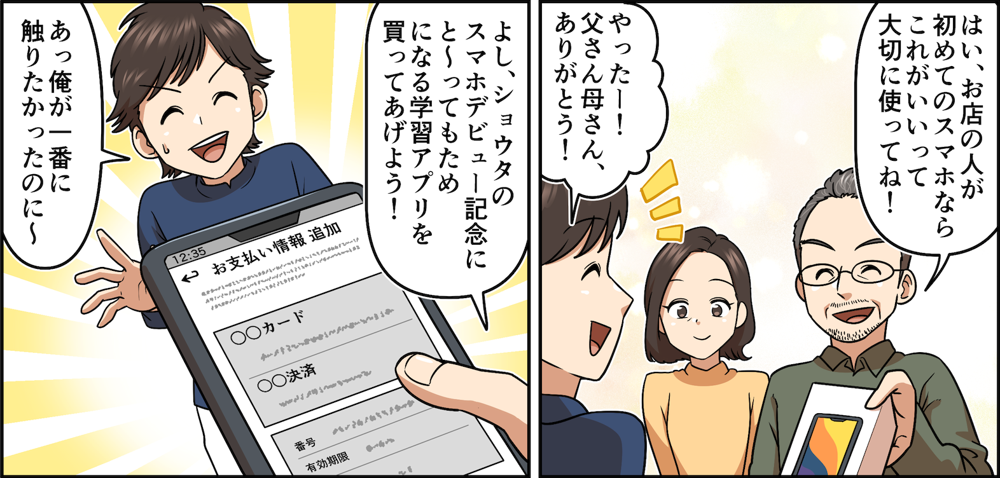 はい、お店の人が
初めてのスマホなら
これがいいって
大切に使ってね！
やったー！
父さん母さん、
ありがとう！
よし、ショウタの
スマホデビュー記念に
と〜ってもため
になる学習アプリを
買ってあげよう！
あっ俺が一番に
触りたかったのに〜
12:35
お支払い情報 追加
〇〇カード
〇〇決済
番号
有効期限